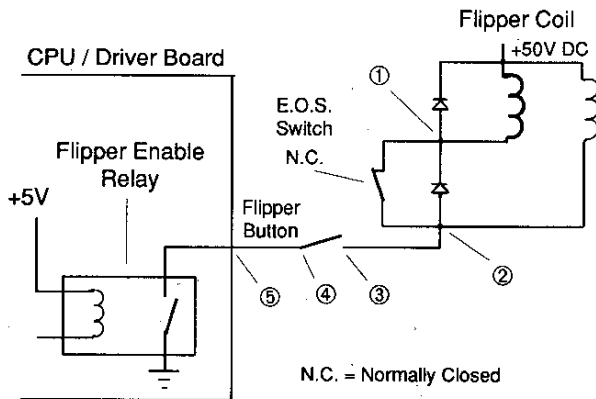 Flipper Coil
+50V DC
CPU / Driver Board
①
E.O.S.
Switch
N.C.
Flipper Enable
Relay
+5V
Flipper
Button
②
⑤
④
③
N.C. = Normally Closed